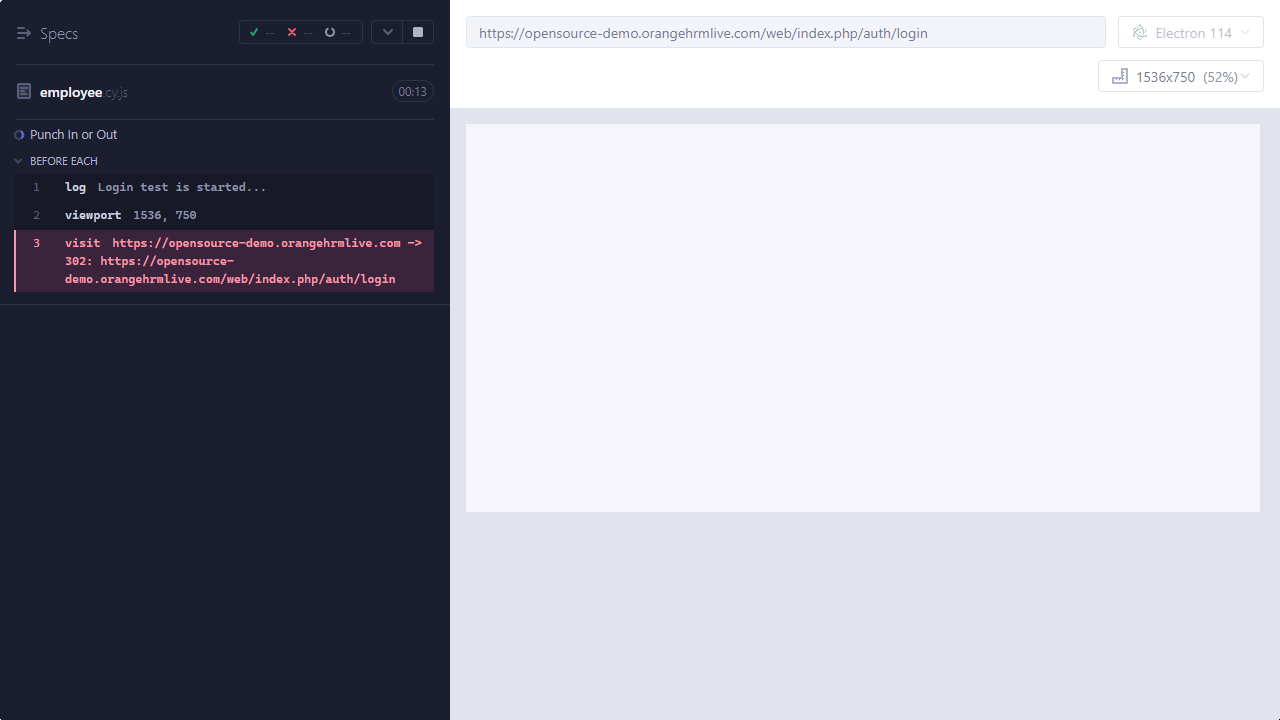 Specs
-- -- --
employee.cy.js
00:13
Punch In or Out
BEFORE EACH
1 log Login test is started...
2 viewport 1536, 750
3 visit https://opensource-demo.orangehrmlive.com ->
302: https://opensource-
demo.orangehrmlive.com/web/index.php/auth/login
https://opensource-demo.orangehrmlive.com/web/index.php/auth/login
Electron 114
1536x750 (52%)